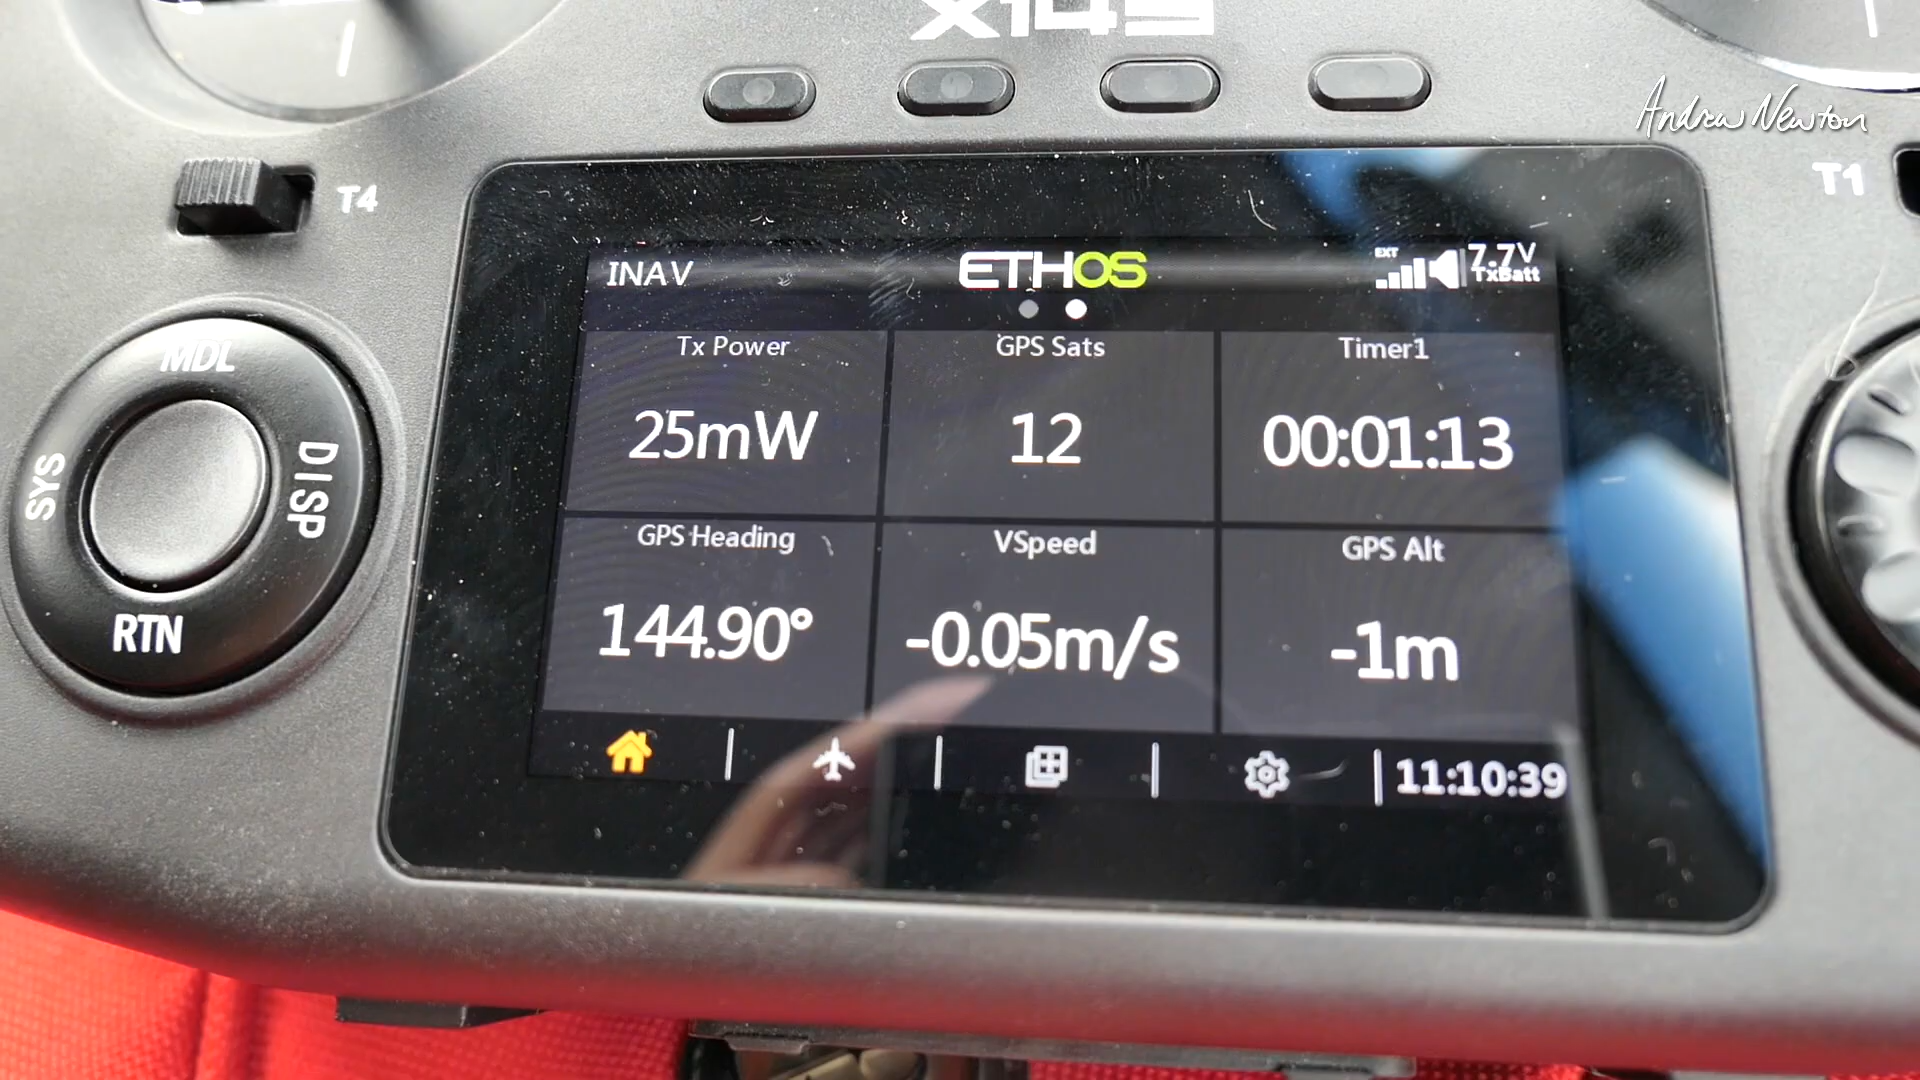 X14S
Andrew Newton
T4
T1
INAV
ETHOS
EXT
7.7V
TxBatt
Tx Power
GPS Sats
Timer1
25mW
12
00:01:13
GPS Heading
VSpeed
GPS Alt
144.90°
-0.05m/s
-1m
11:10:39
MDL
SYS
DISP
RTN